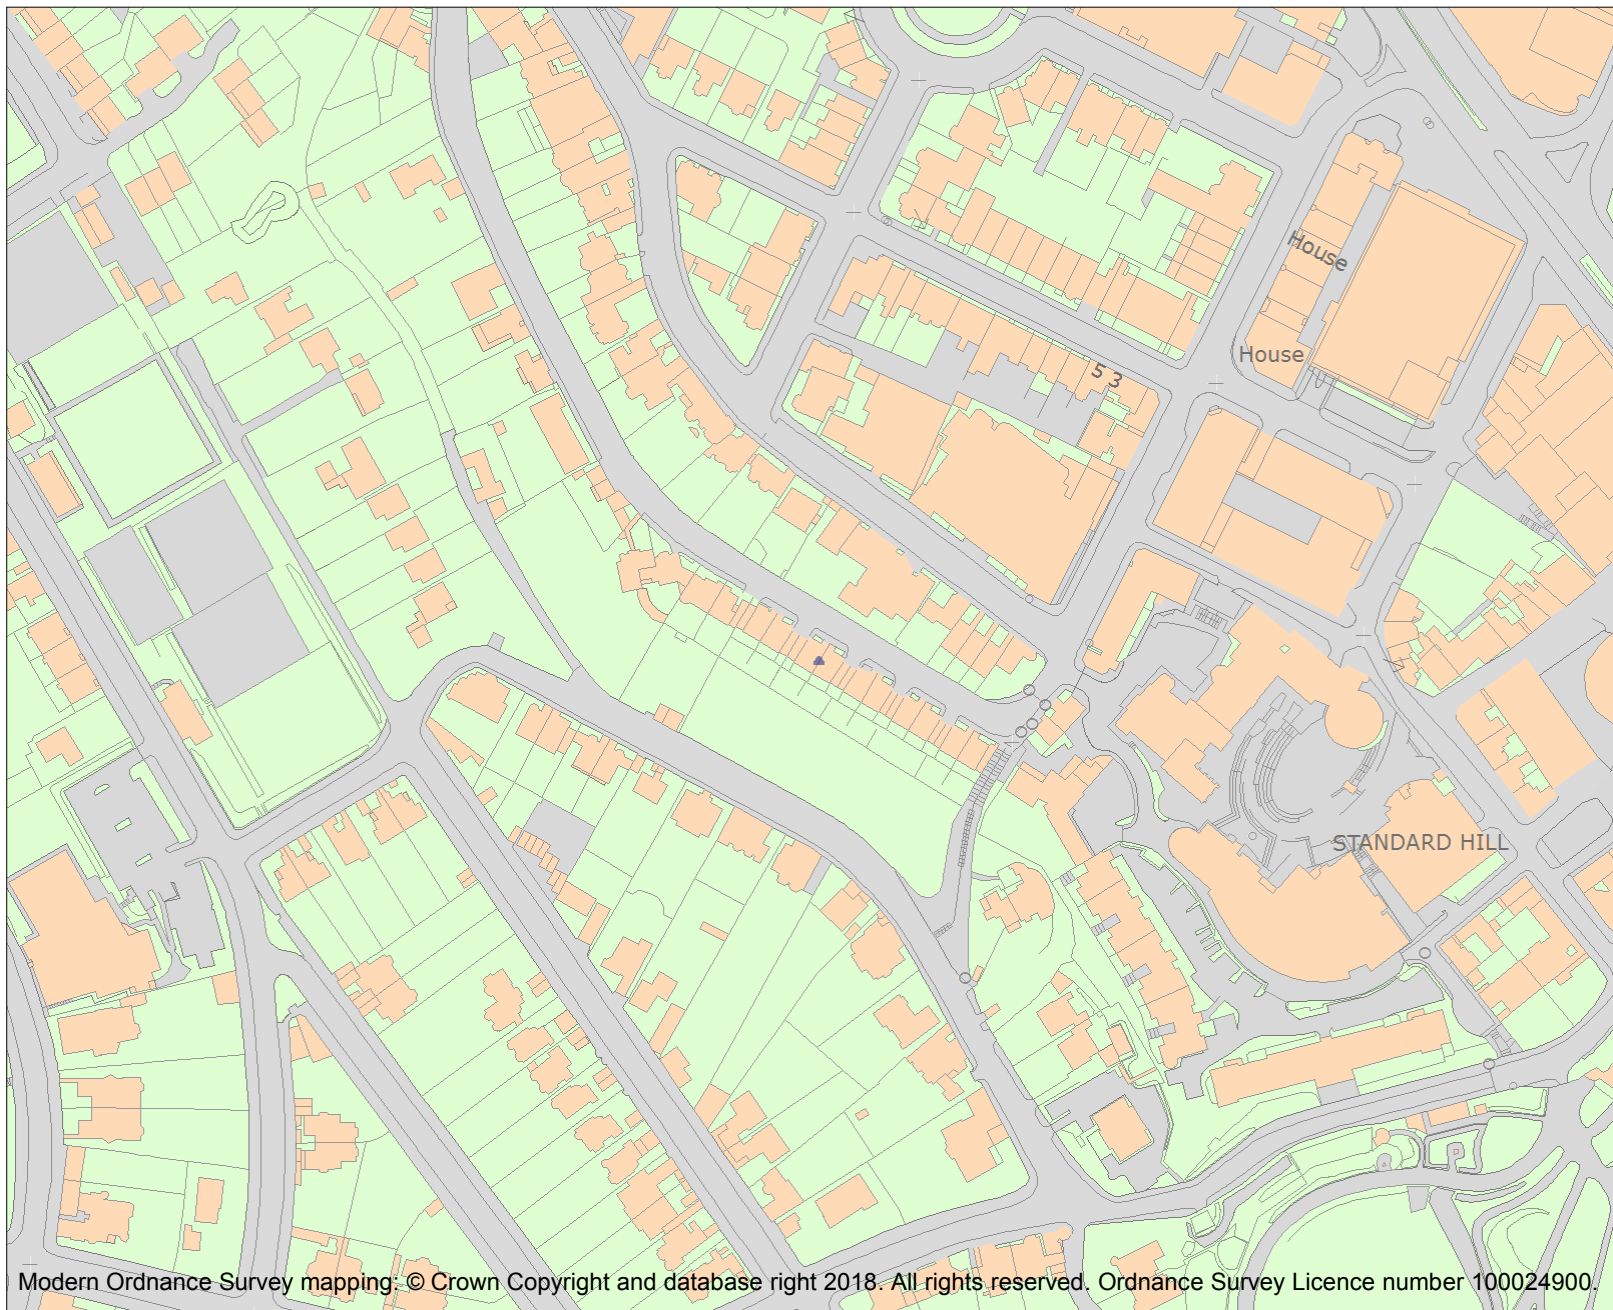 House
House
5 3
STANDARD HILL
Modern Ordnance Survey mapping: © Crown Copyright and database right 2018. All rights reserved. Ordnance Survey Licence number 100024900.